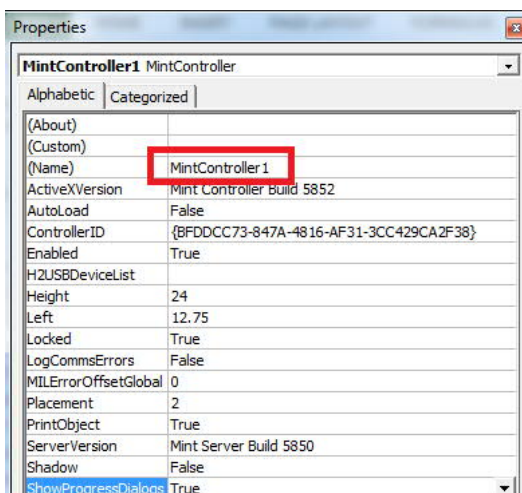 Properties
MintController1 MintController
Alphabetic Categorized
(About)
(Custom)
(Name) MintController1
ActiveXVersion Mint Controller Build 5852
AutoLoad False
ControllerID {BFDDCC73-847A-4816-AF31-3CC429CA2F38}
Enabled True
H2USBDeviceList
Height 24
Left 12.75
Locked True
LogCommsErrors False
MILErrorOffsetGlobal 0
Placement 2
PrintObject True
ServerVersion Mint Server Build 5850
Shadow False
ShowProgressDialogs True